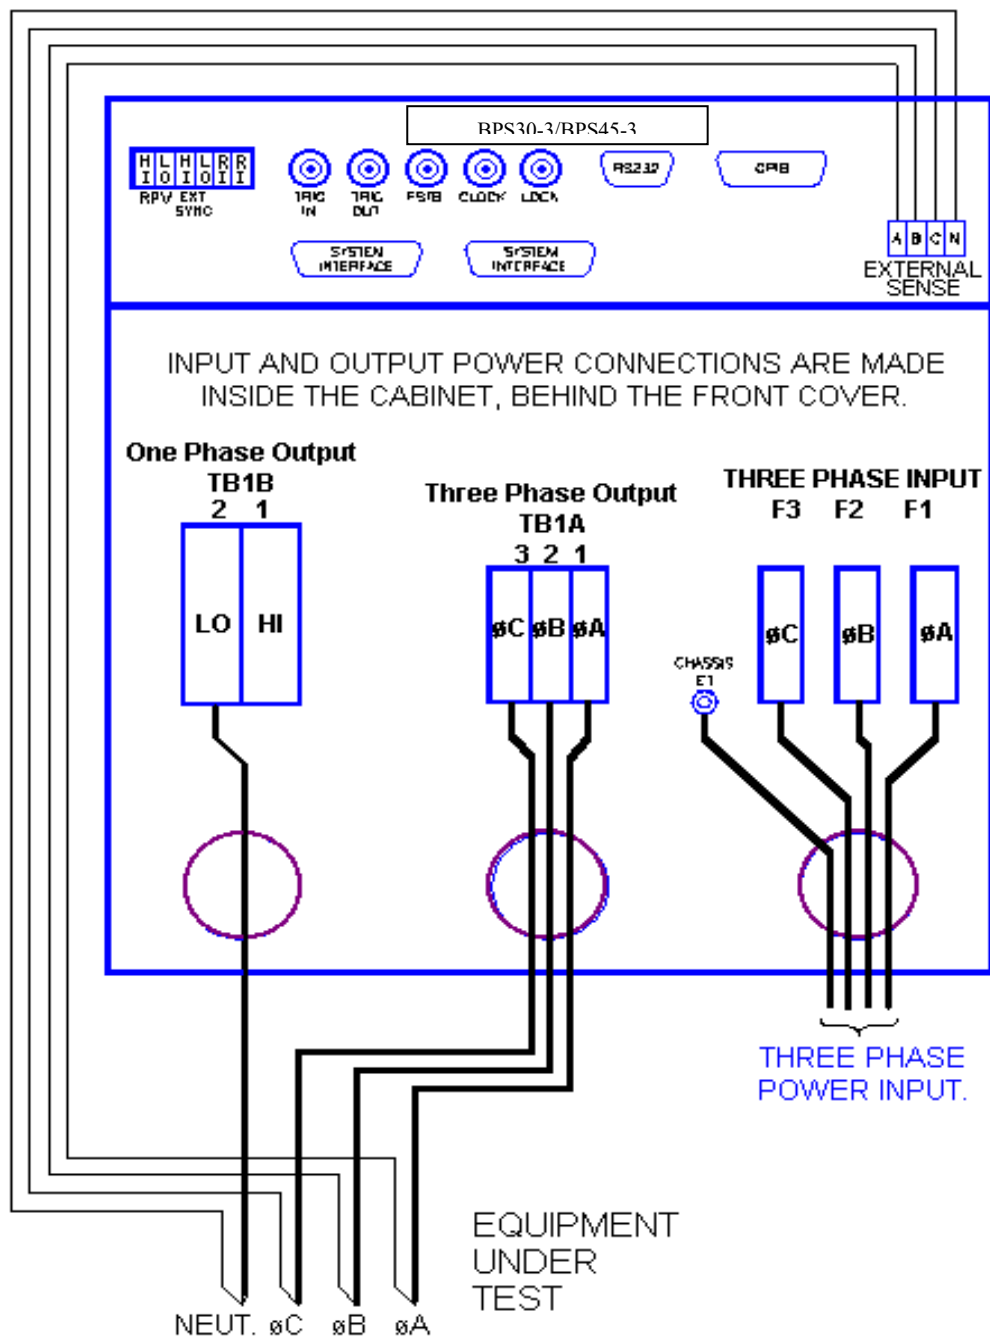 BPS30-3/BPS45-3
H L H L R R
I O I O I I
RPV EXT
SYNC
TRIG
IN
TRIG
OUT
FSTB
CLOCK
LOCK
RS232
GPIB
SYSTEM
INTERFACE
SYSTEM
INTERFACE
A B C N
EXTERNAL
SENSE
INPUT AND OUTPUT POWER CONNECTIONS ARE MADE
INSIDE THE CABINET, BEHIND THE FRONT COVER.
One Phase Output
TB1B
2 1
LO HI
Three Phase Output
TB1A
3 2 1
øC øB øA
THREE PHASE INPUT
F3 F2 F1
øC øB øA
CHASSIS
E1
THREE PHASE
POWER INPUT.
EQUIPMENT
UNDER
TEST
NEUT. øC øB øA